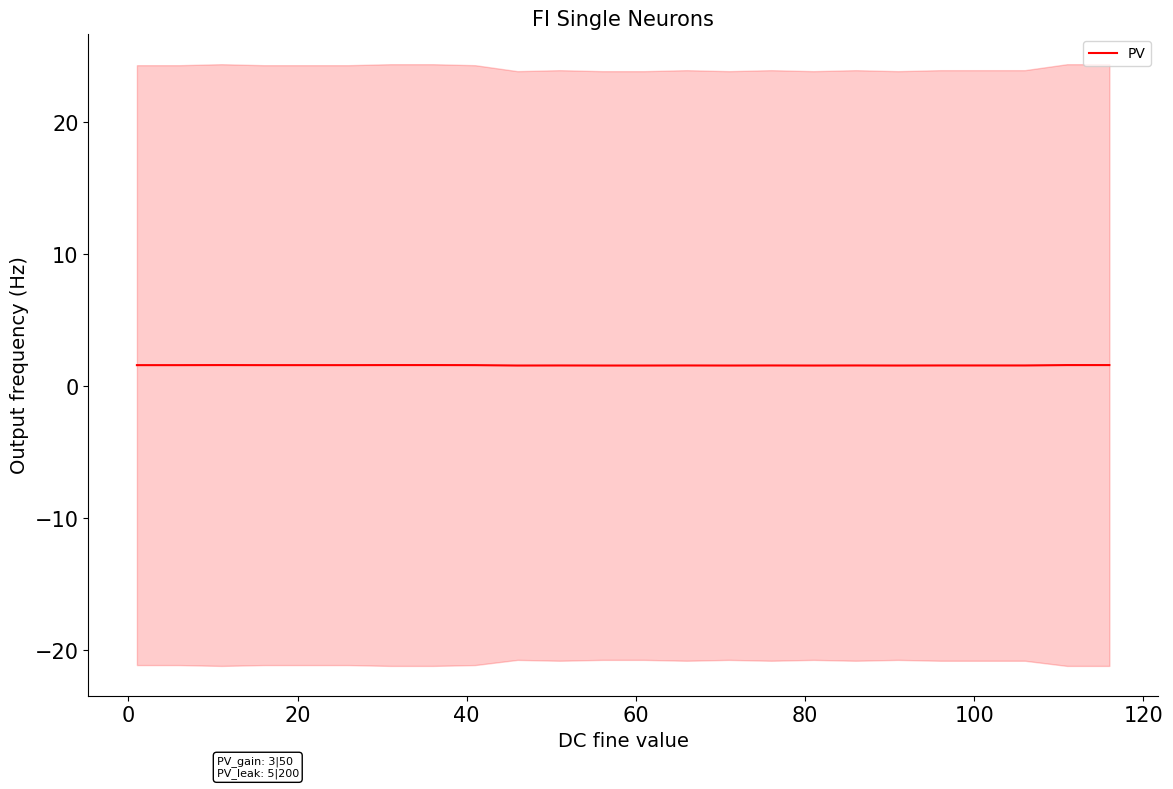 FI Single Neurons
PV
Output frequency (Hz)
20
10
0
−10
−20
0 20 40 60 80 100 120
DC fine value
PV_gain: 3|50
PV_leak: 5|200